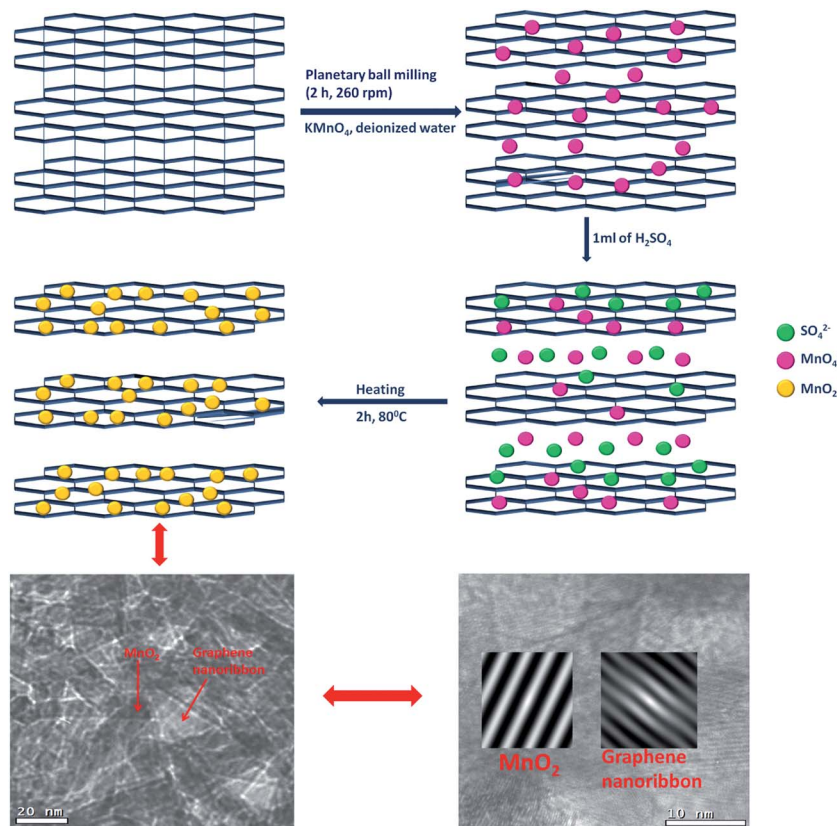 Planetary ball milling
(2 h, 260 rpm)
KMnO₄, deionized water
1ml of H₂SO₄
SO₄²⁻
MnO₄
MnO₂
Heating
2h, 80⁰C
MnO₂
Graphene
nanoribbon
20 nm
MnO₂
Graphene
nanoribbon
10 nm